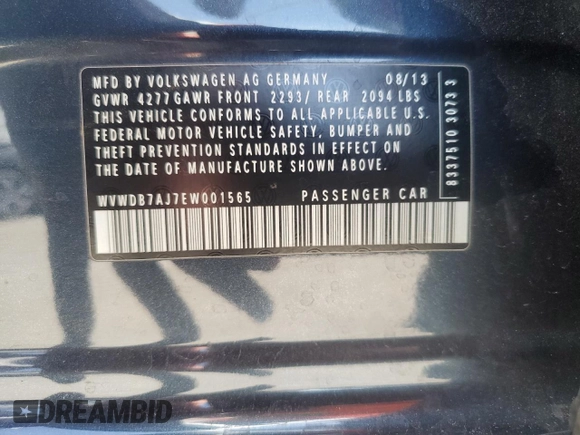 MFD BY VOLKSWAGEN AG GERMANY 08/13
GVWR 4277 GAWR FRONT 2293/ REAR 2094 LBS
THIS VEHICLE CONFORMS TO ALL APPLICABLE U.S.
FEDERAL MOTOR VEHICLE SAFETY, BUMPER AND
THEFT PREVENTION STANDARDS IN EFFECT ON
THE DATE OF MANUFACTURE SHOWN ABOVE.
WVWDB7AJ7EW001565 PASSENGER CAR
8337510 3073 3
DREAMBID